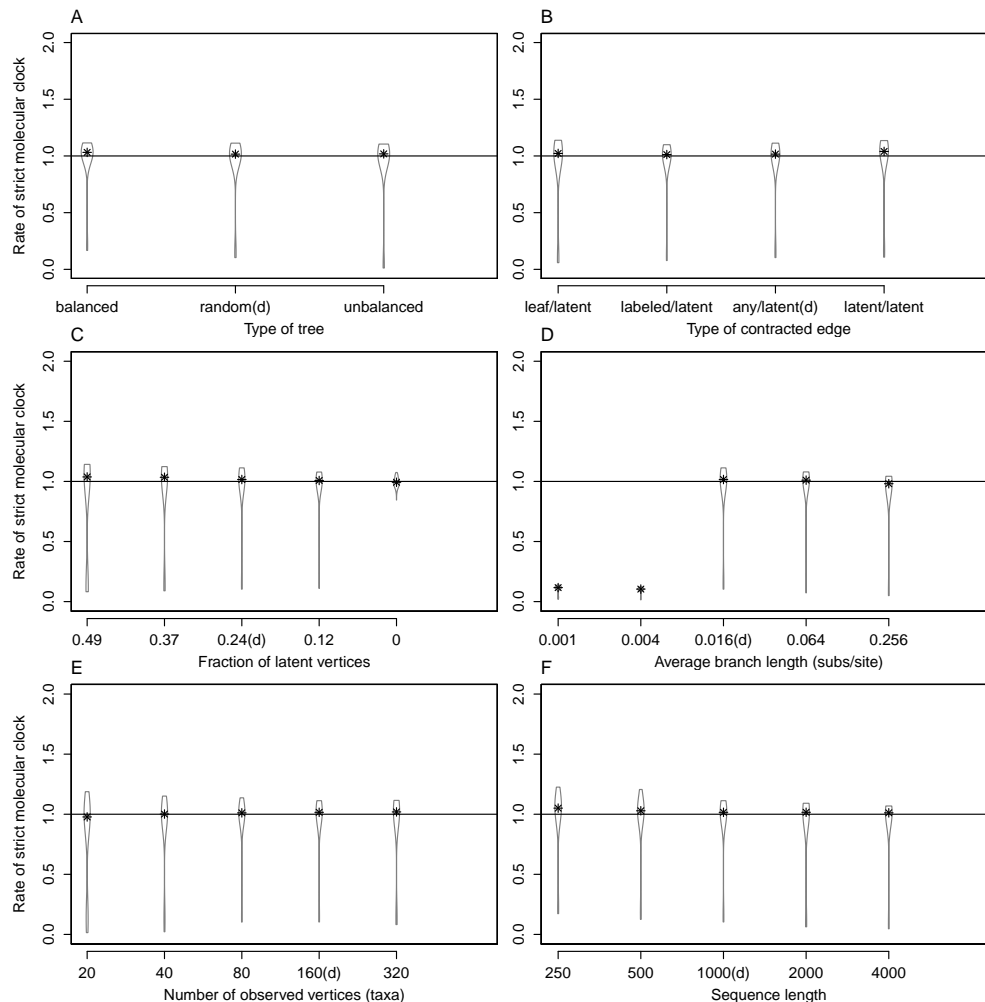 A
Rate of strict molecular clock
2.0
1.5
1.0
0.5
0.0
balanced random(d) unbalanced
Type of tree
B
2.0
1.5
1.0
0.5
0.0
leaf/latent labeled/latent any/latent(d) latent/latent
Type of contracted edge
C
Rate of strict molecular clock
2.0
1.5
1.0
0.5
0.0
0.49 0.37 0.24(d) 0.12 0
Fraction of latent vertices
D
2.0
1.5
1.0
0.5
0.0
0.001 0.004 0.016(d) 0.064 0.256
Average branch length (subs/site)
E
Rate of strict molecular clock
2.0
1.5
1.0
0.5
0.0
20 40 80 160(d) 320
Number of observed vertices (taxa)
F
2.0
1.5
1.0
0.5
0.0
250 500 1000(d) 2000 4000
Sequence length